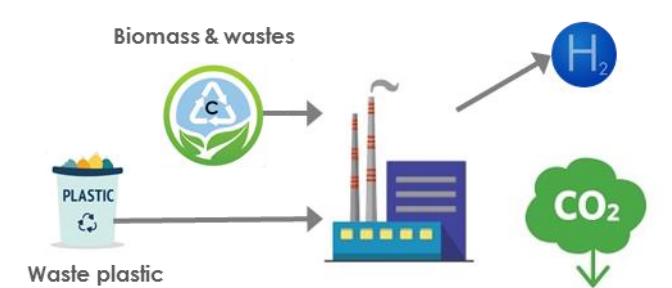 Biomass & wastes
H2
C
PLASTIC
CO2
Waste plastic